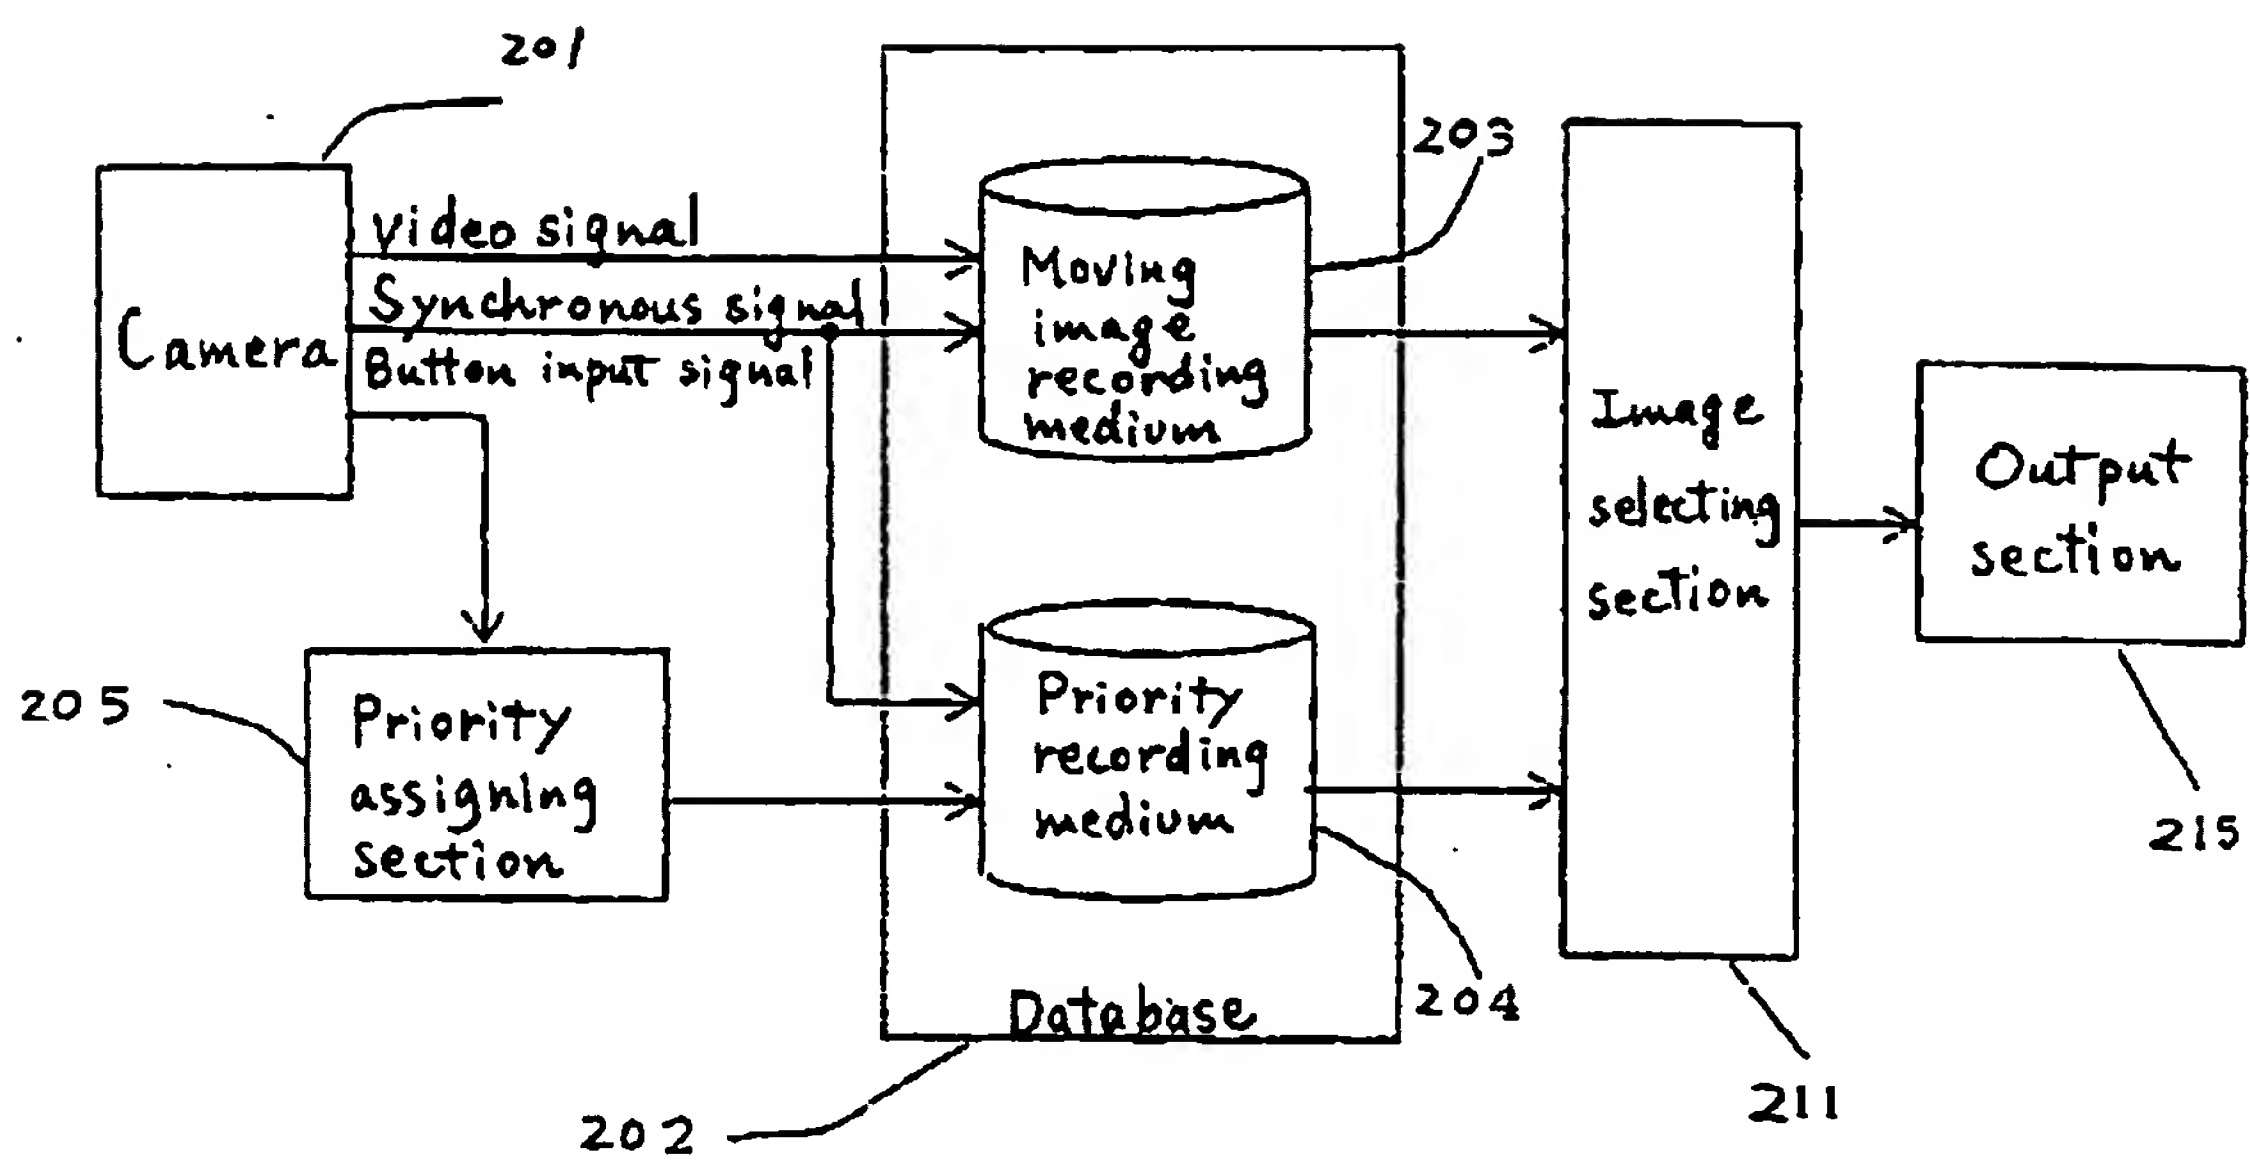 201
203
Video signal
Synchronous signal
Button input signal
Camera
Moving
image
recording
medium
Image
selecting
section
Output
section
205
Priority
assigning
section
Priority
recording
medium
215
204
Database
211
202